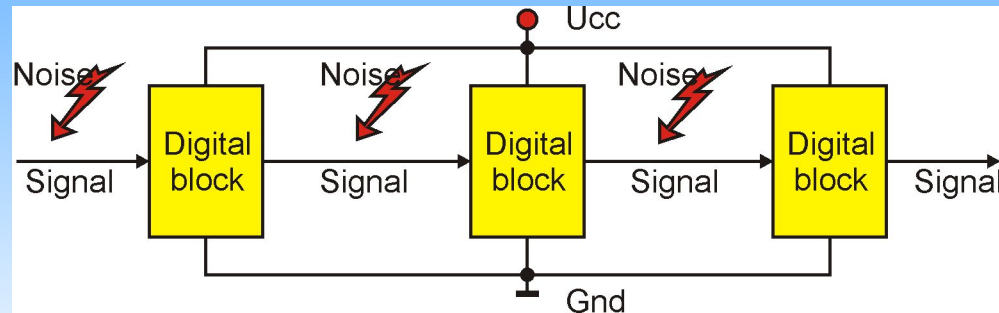 Ucc
Noise Noise Noise
Digital Digital Digital
block block block
Signal Signal Signal Signal
Gnd